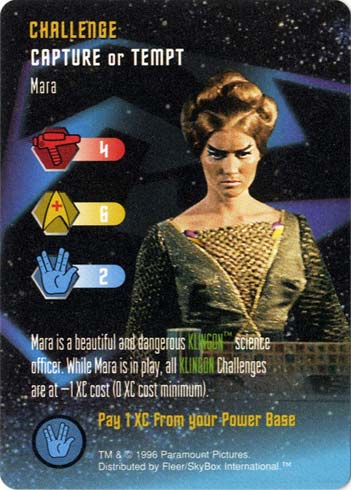 CHALLENGE
CAPTURE or TEMPT
Mara
4
6
2
Mara is a beautiful and dangerous KLINGON™ science
officer. While Mara is in play, all KLINGON Challenges
are at –1 XC cost (0 XC cost minimum).
Pay 1 XC From your Power Base
TM & © 1996 Paramount Pictures.
Distributed by Fleer/SkyBox International.™